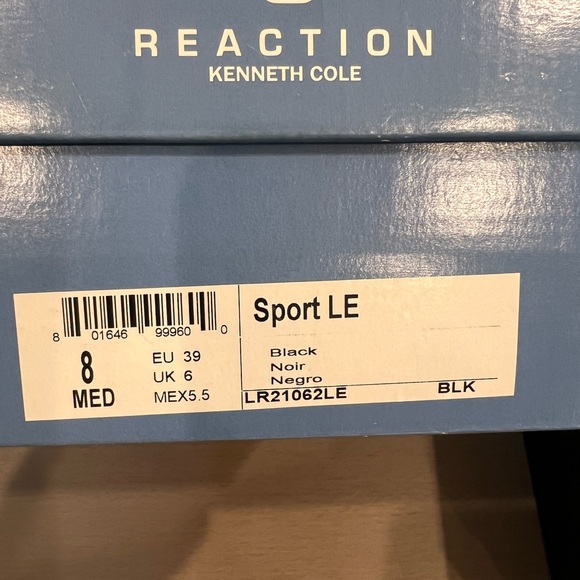 REACTION
KENNETH COLE
8 01646 99960 0
8
MED
EU 39
UK 6
MEX5.5
Sport LE
Black
Noir
Negro
LR21062LE BLK